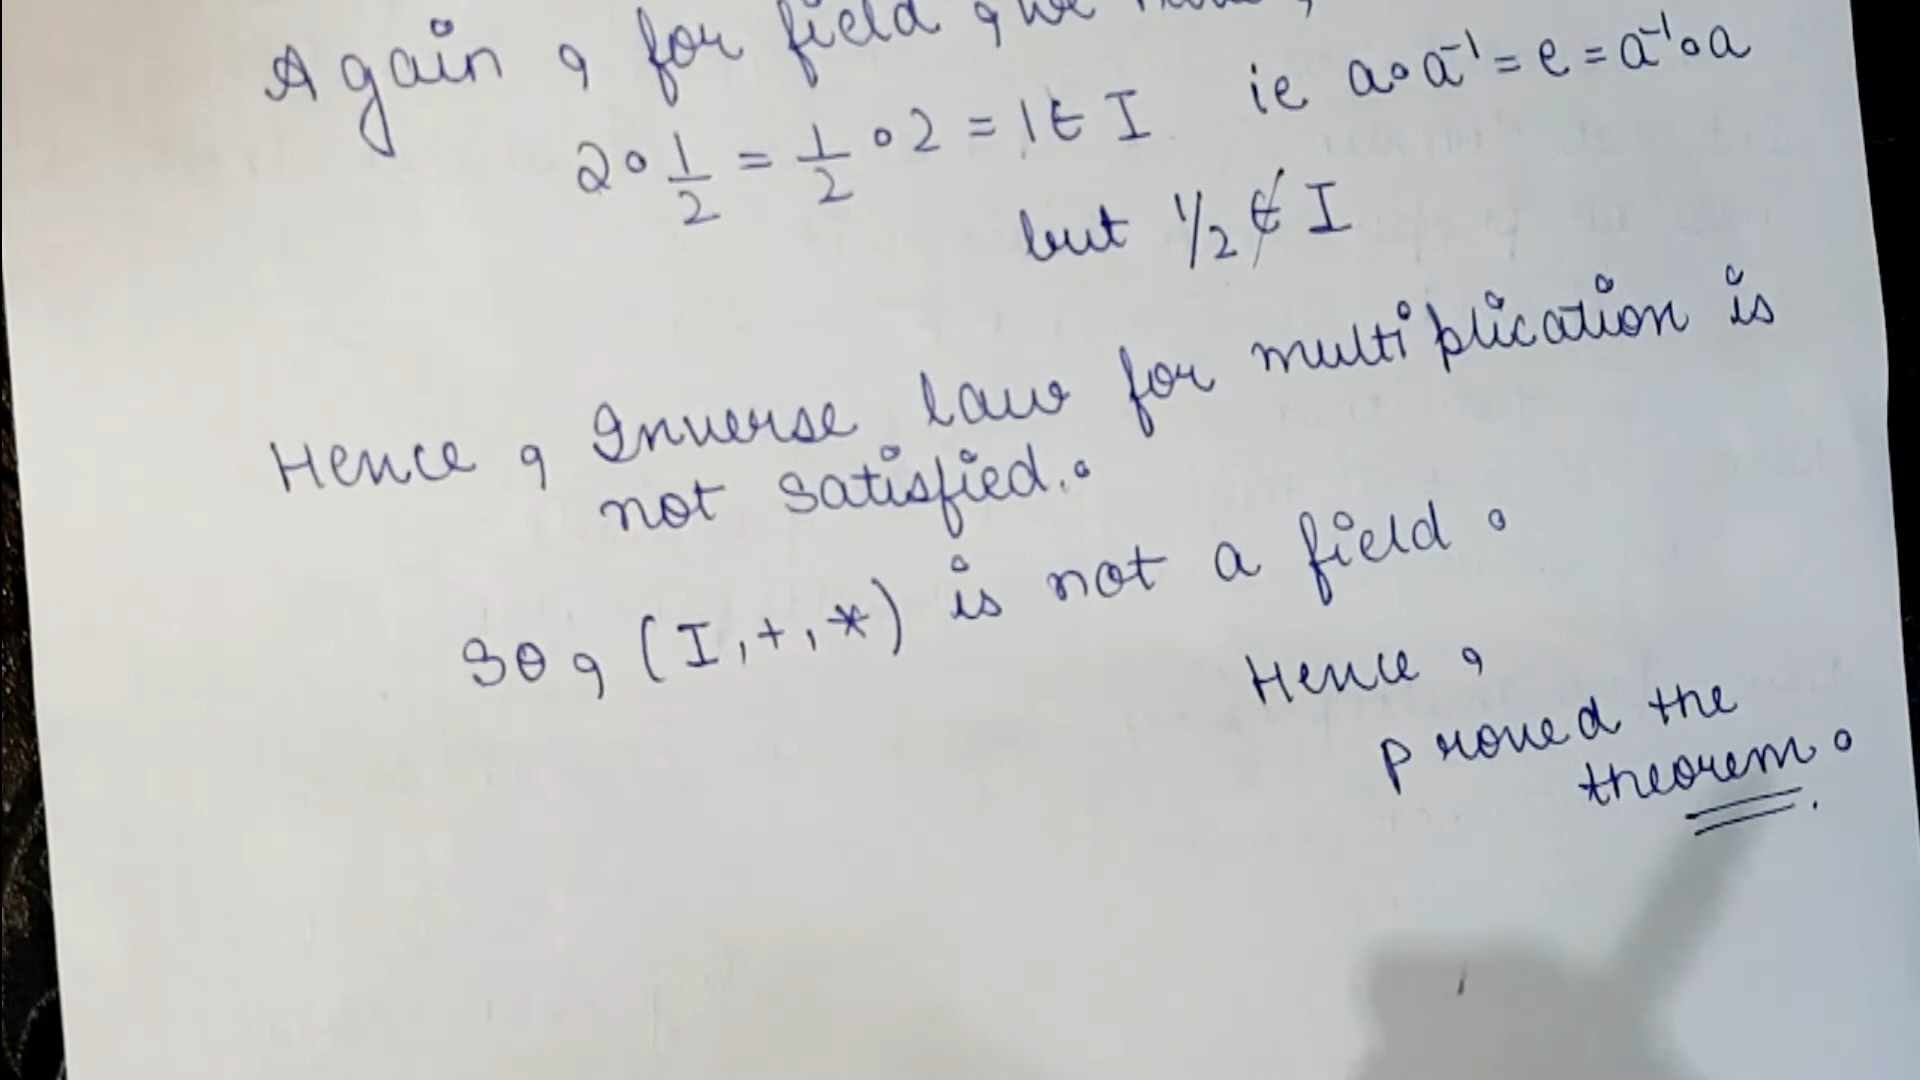 Again, for field, we
2∘1/2 = 1/2∘2 = 1∈ I ie a∘a⁻¹ = e = a⁻¹∘a
but 1/2 ∉ I
Hence, Inverse law for multiplication is
not satisfied.
So, (I,+,*) is not a field.
Hence,
proved the
theorem.